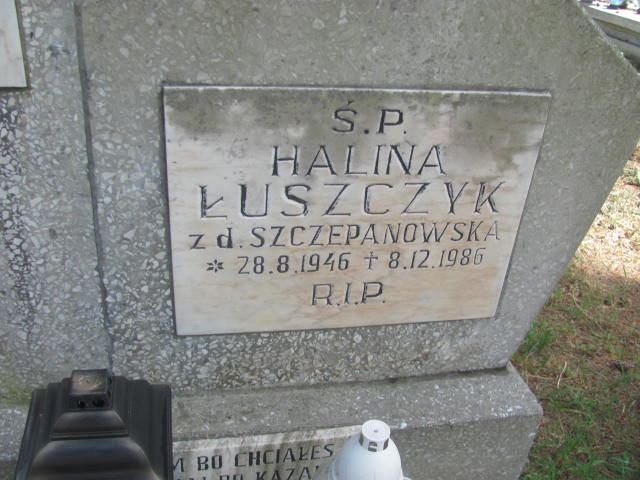 Ś.P.
HALINA
ŁUSZCZYK
z d. SZCZEPANOWSKA
* 28.8.1946 † 8.12.1986
R.I.P.
BO CHCIAŁEŚ